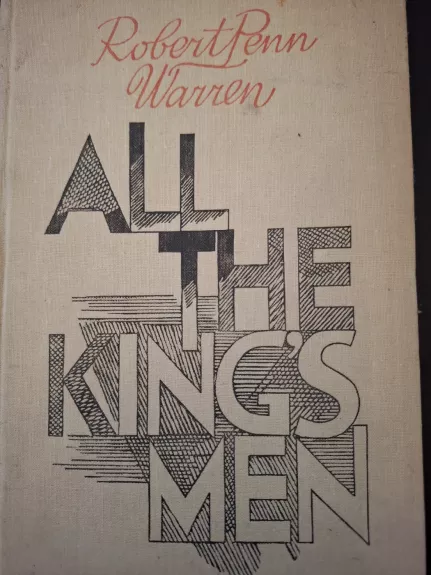 Robert Penn
Warren
ALL
THE
KING'S
MEN